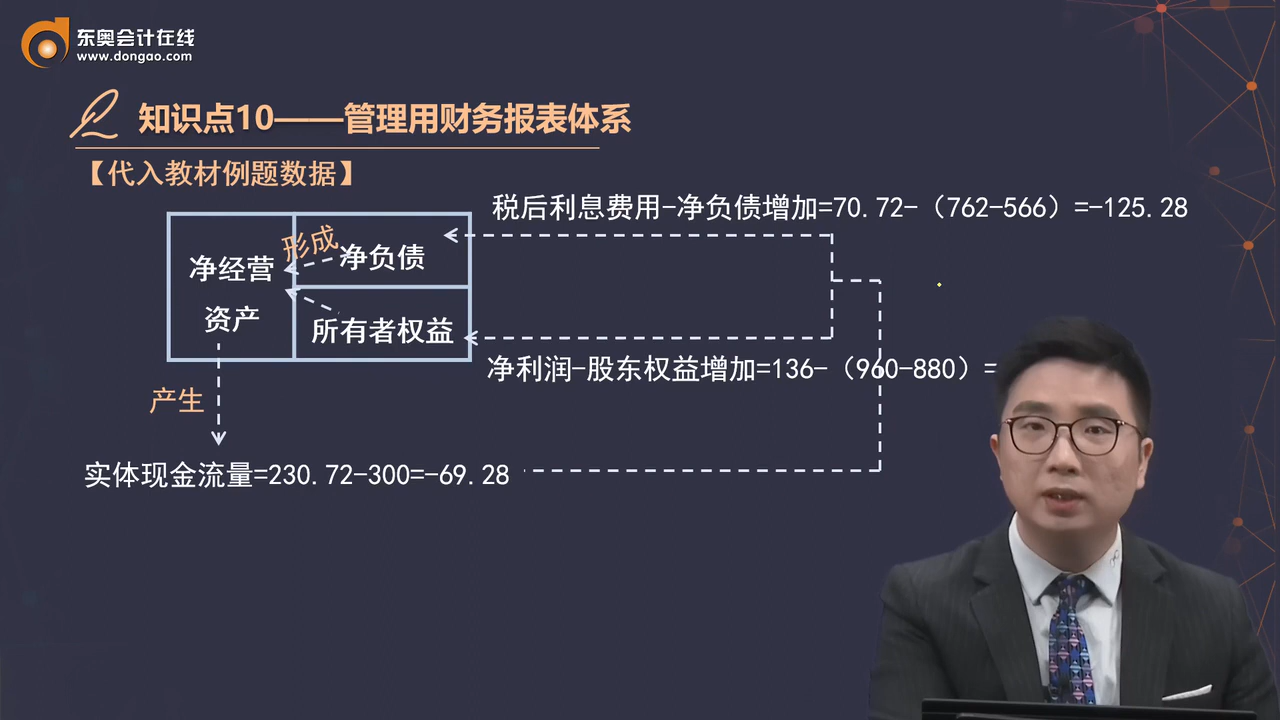 东奥会计在线
www.dongao.com
知识点10——管理用财务报表体系
【代入教材例题数据】
税后利息费用-净负债增加=70.72-（762-566）=-125.28
形成
净负债
净经营
资产
所有者权益
净利润-股东权益增加=136-（960-880）=
产生
实体现金流量=230.72-300=-69.28